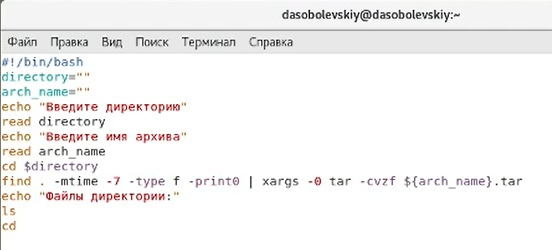 dasobolevskiy@dasobolevskiy:~
Файл Правка Вид Поиск Терминал Справка
#!/bin/bash
directory=""
arch_name=""
echo "Введите директорию"
read directory
echo "Введите имя архива"
read arch_name
cd $directory
find . -mtime -7 -type f -print0 | xargs -0 tar -cvzf ${arch_name}.tar
echo "Файлы директории:"
ls
cd